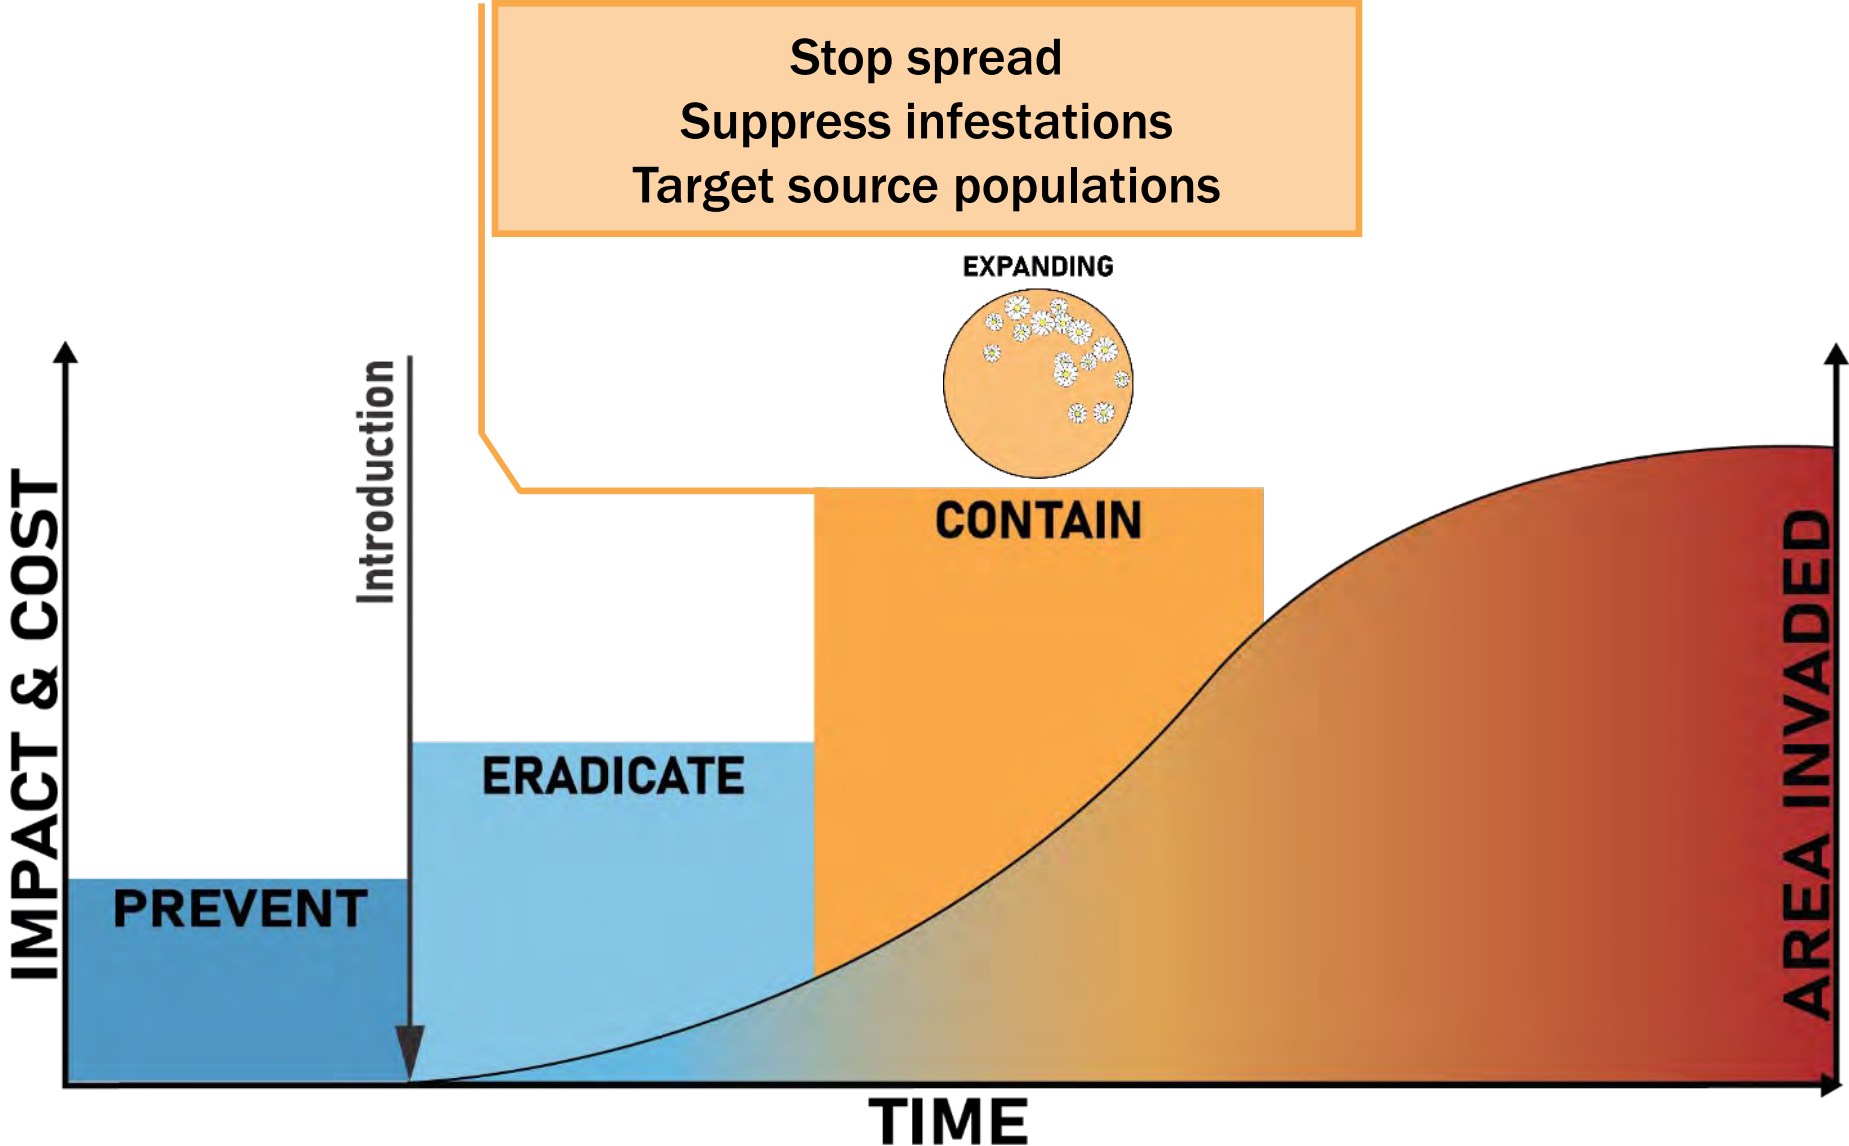 Stop spread
Suppress infestations
Target source populations
EXPANDING
Introduction
CONTAIN
ERADICATE
PREVENT
IMPACT & COST
AREA INVADED
TIME